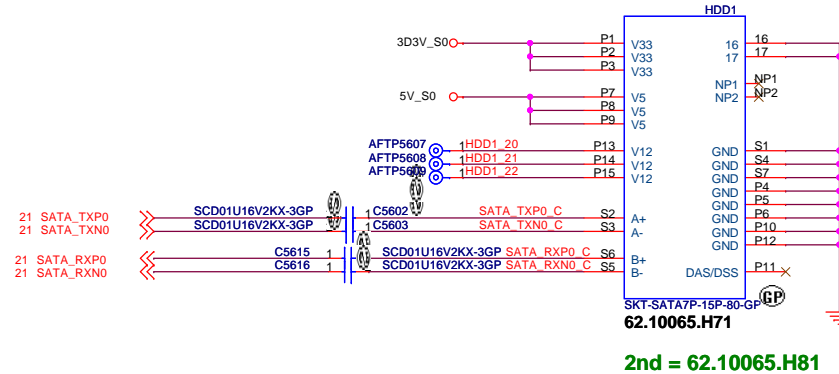 HDD1
3D3V_S0 P1 V33 16 16
P2 V33 17 17
P3 V33
NP1 NP1
5V_S0 P7 V5 NP2 NP2
P8 V5
P9 V5
AFTP5607 1 HDD1_20 P13 V12 GND S1
AFTP5608 1 HDD1_21 P14 V12 GND S4
AFTP5609 1 HDD1_22 P15 V12 GND S7
GND P4
GND P5
21 SATA_TXP0 SCD01U16V2KX-3GP 1 C5602 SATA_TXP0_C S2 A+ GND P6
21 SATA_TXN0 SCD01U16V2KX-3GP 1 C5603 SATA_TXN0_C S3 A- GND P10
GND P12
21 SATA_RXP0 C5615 1 SCD01U16V2KX-3GP SATA_RXP0_C S6 B+
21 SATA_RXN0 C5616 1 SCD01U16V2KX-3GP SATA_RXN0_C S5 B- DAS/DSS P11
SKT-SATA7P-15P-80-GP GP
62.10065.H71
2nd = 62.10065.H81